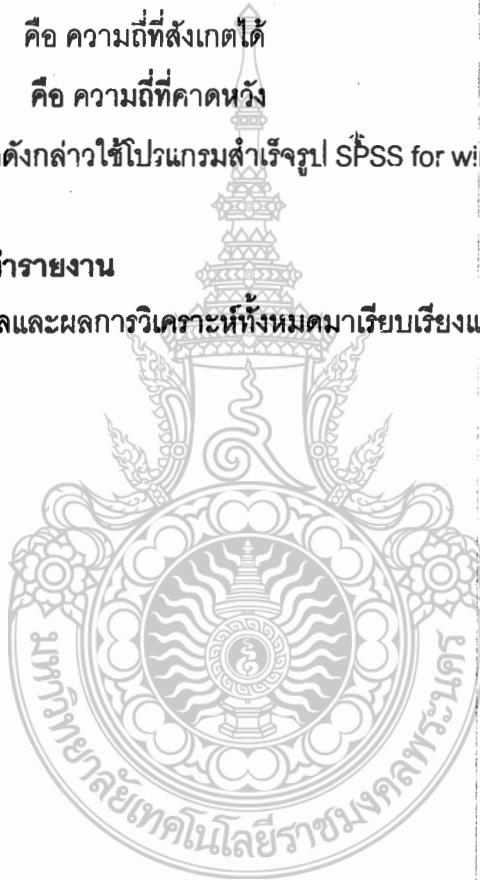 คือ ความถี่ที่สังเกตได้
คือ ความถี่ที่คาดหวัง
ดังกล่าวใช้โปรแกรมสำเร็จรูป SPSS for wi
รายงาน
และผลการวิเคราะห์ทั้งหมดมาเรียบเรียงแ
มหาวิทยาลัยเทคโนโลยีราชมงคลพระนคร